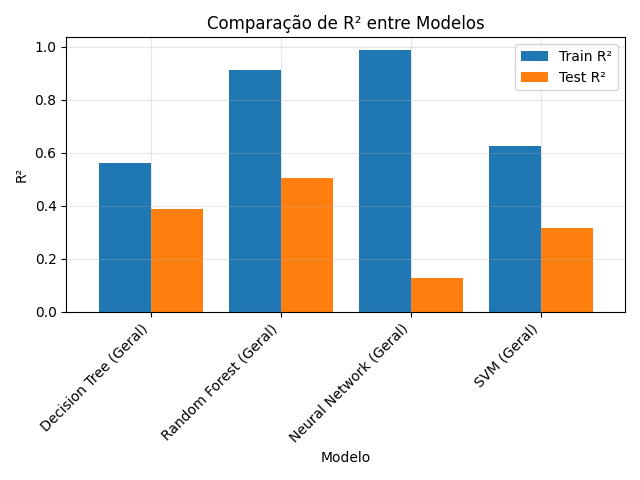 Comparação de R² entre Modelos
Train R²
Test R²
R²
1.0
0.8
0.6
0.4
0.2
0.0
Decision Tree (Geral)
Random Forest (Geral)
Neural Network (Geral)
SVM (Geral)
Modelo